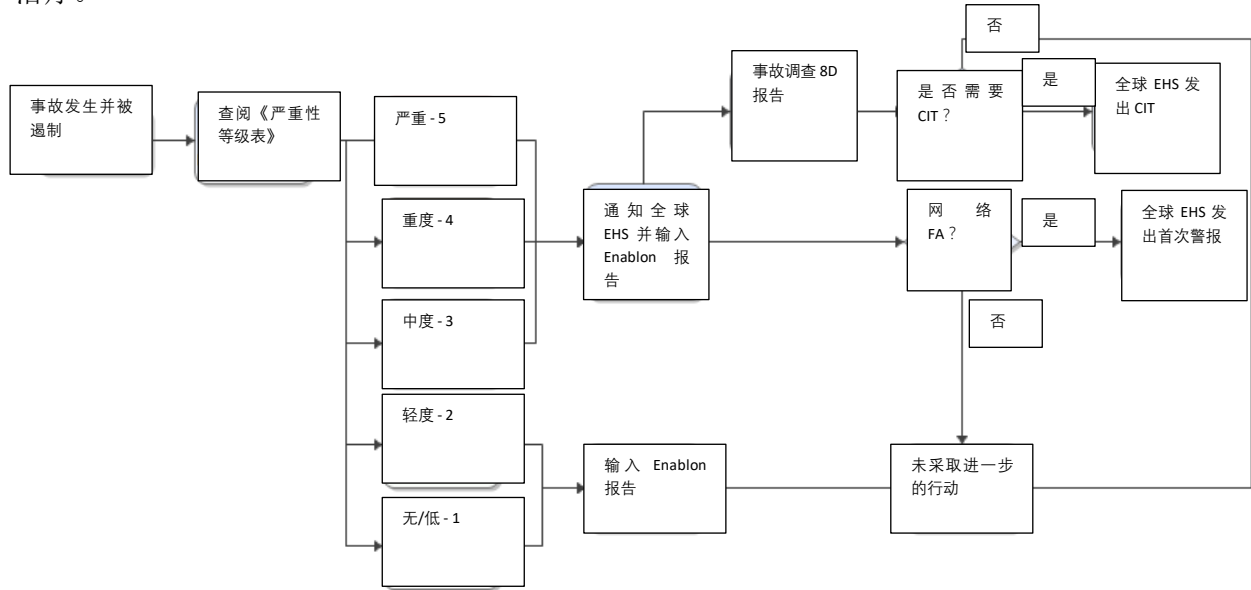 事故发生并被
遏制
查阅《严重性
等级表》
严重 - 5
重度 - 4
中度 - 3
轻度 - 2
无/低 - 1
通知全球
EHS 并输入
Enablon 报
告
输入 Enablon
报告
事故调查 8D
报告
是否需要
CIT？
否
是
全球 EHS 发
出 CIT
网络
FA？
是
全球 EHS 发
出首次警报
否
未采取进一步
的行动